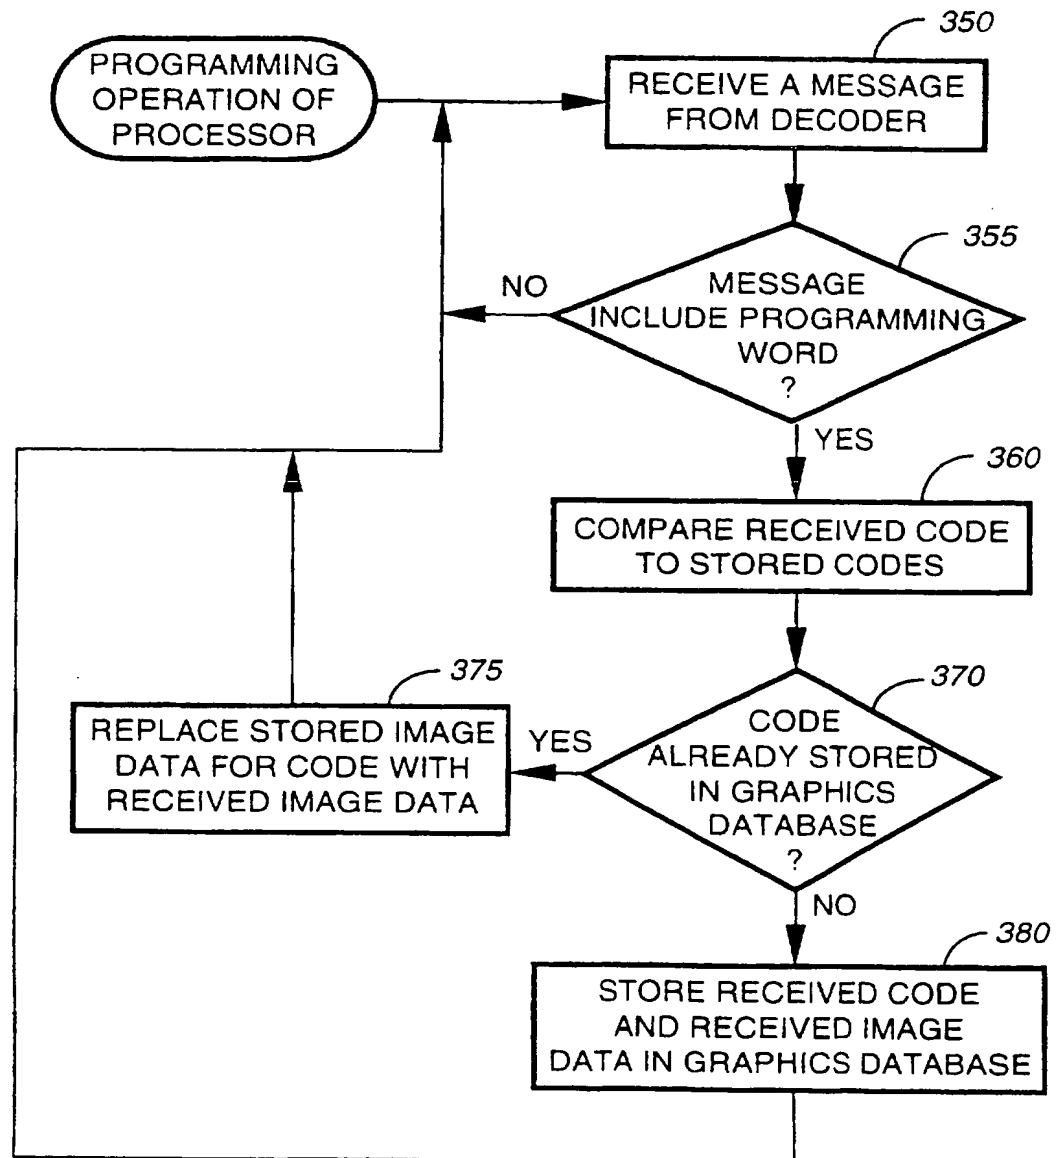 PROGRAMMING
OPERATION OF
PROCESSOR
350
RECEIVE A MESSAGE
FROM DECODER
355
MESSAGE
INCLUDE PROGRAMMING
WORD
?
NO
YES
360
COMPARE RECEIVED CODE
TO STORED CODES
370
CODE
ALREADY STORED
IN GRAPHICS
DATABASE
?
YES
375
REPLACE STORED IMAGE
DATA FOR CODE WITH
RECEIVED IMAGE DATA
NO
380
STORE RECEIVED CODE
AND RECEIVED IMAGE
DATA IN GRAPHICS DATABASE